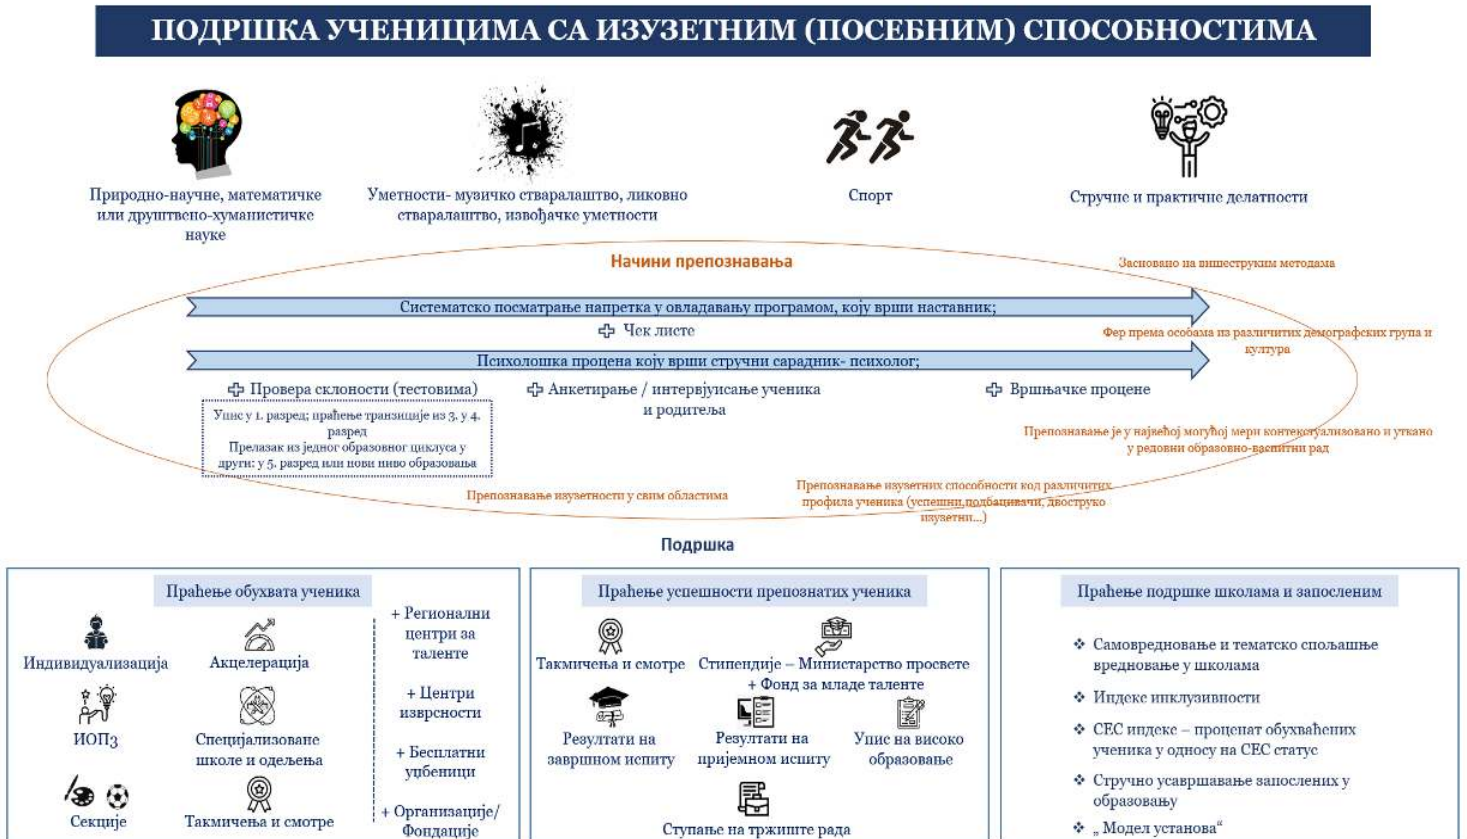 ПОДРШКА УЧЕНИЦИМА СА ИЗУЗЕТНИМ (ПОСЕБНИМ) СПОСОБНОСТИМА
Природно-научне, математичке
или друштвено-хуманистичке
науке
Уметности- музичко стваралаштво, ликовно
стваралаштво, извођачке уметности
Спорт
Стручне и практичне делатности
Начини препознавања
Засновано на вишеструким методама
Систематско посматрање напретка у овладавању програмом, коју врши наставник;
Чек листе
Фер према особама из различитих демографских група и
култура
Психолошка процена коју врши стручни сарадник- психолог;
Провера склоности (тестовима)
Анкетирање / интервјуисање ученика
и родитеља
Вршњачке процене
Упис у 1. разред; праћење транзиције из 3. у 4.
разред
Прелазак из једног образовног циклуса у
други: у 5. разред или нови ниво образовања
Препознавање је у највећој могућој мери контекстуализовано и уткано
у редовни образовно-васпитни рад
Препознавање изузетности у свим областима
Препознавање изузетних способности код различитих
профила ученика (успешни,подбацивачи, двоструко
изузетни...)
Подршка
Праћење обухвата ученика
Индивидуализација
Акцелерација
ИОП3
Специјализоване
школе и одељења
Секције
Такмичења и смотре
+ Регионални
центри за
таленте
+ Центри
изврсности
+ Бесплатни
уџбеници
+ Организације/
Фондације
Праћење успешности препознатих ученика
Такмичења и смотре
Стипендије – Министарство просвете
+ Фонд за младе таленте
Резултати на
завршном испиту
Резултати на
пријемном испиту
Упис на високо
образовање
Ступање на тржиште рада
Праћење подршке школама и запосленим
❖ Самовредновање и тематско спољашње
вредновање у школама
❖ Индекс инклузивности
❖ СЕС индекс – проценат обухваћених
ученика у односу на СЕС статус
❖ Стручно усавршавање запослених у
образовању
❖ „ Модел установа“